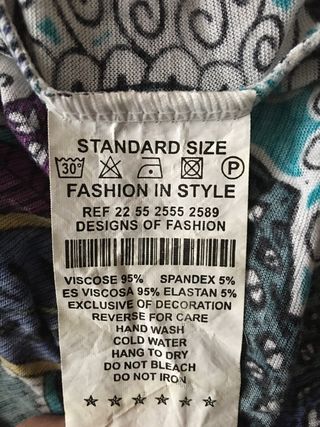 STANDARD SIZE
30° P
FASHION IN STYLE
REF 22 55 2555 2589
DESIGNS OF FASHION
VISCOSE 95% SPANDEX 5%
ES VISCOSA 95% ELASTAN 5%
EXCLUSIVE OF DECORATION
REVERSE FOR CARE
HAND WASH
COLD WATER
HANG TO DRY
DO NOT BLEACH
DO NOT IRON